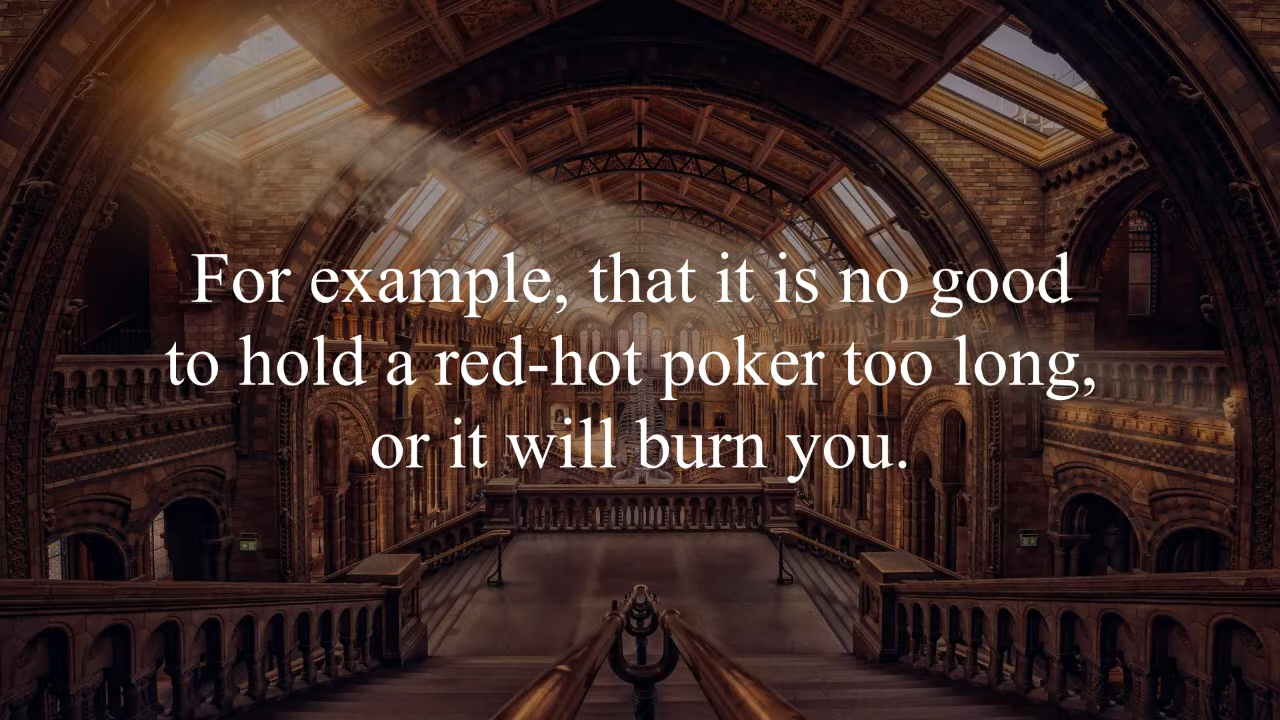 For example, that it is no good
to hold a red-hot poker too long,
or it will burn you.